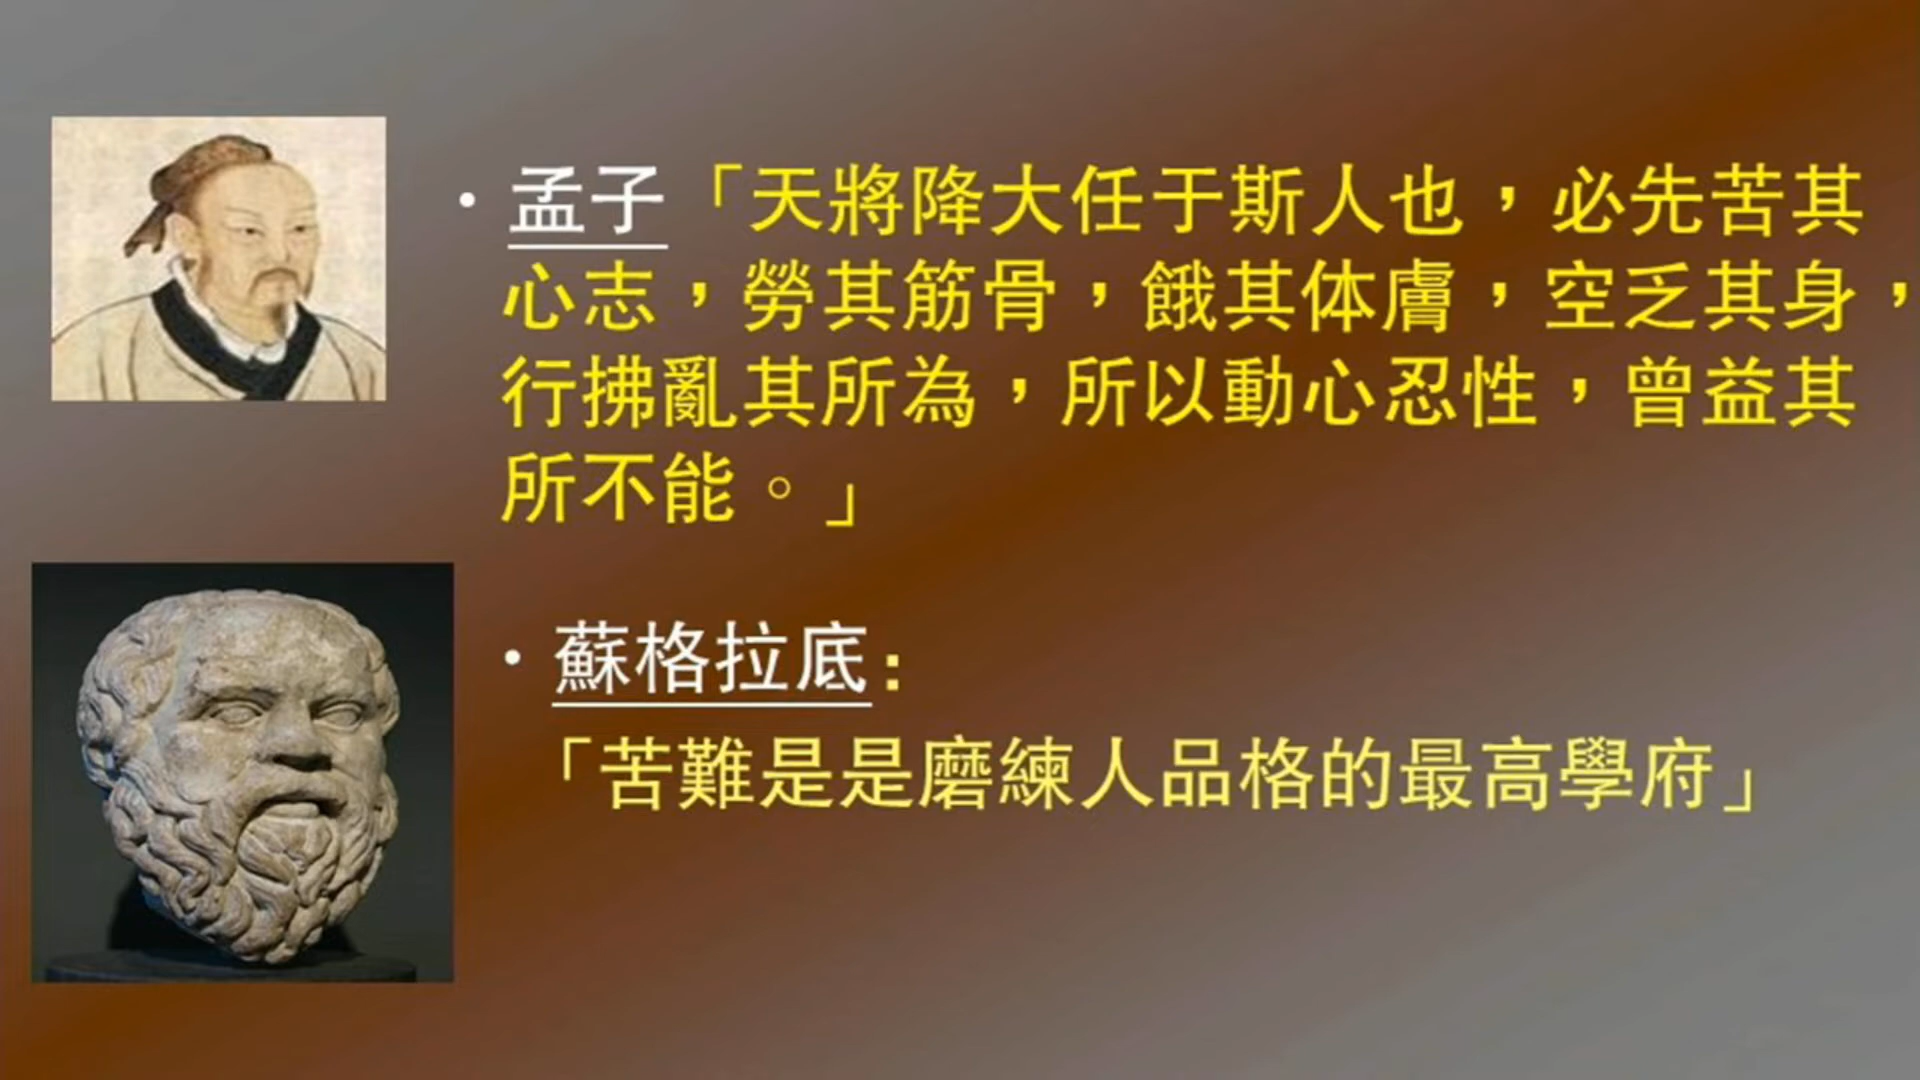 • 孟子「天將降大任于斯人也，必先苦其
心志，勞其筋骨，餓其体膚，空乏其身，
行拂亂其所為，所以動心忍性，曾益其
所不能。」
• 蘇格拉底：
「苦難是是磨練人品格的最高學府」